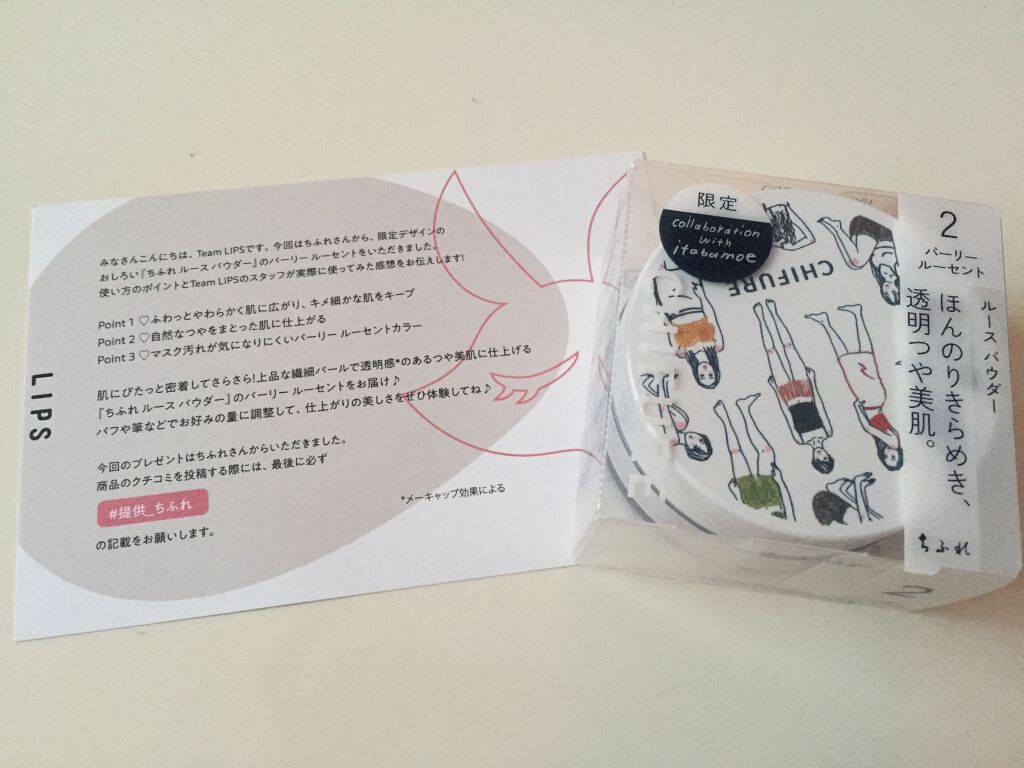 みなさんこんにちは、Team LIPSです。今回はちふれさんから、限定デザインの
おしろい『ちふれ ルース パウダー』のパーリー ルーセントをいただきました。
使い方のポイントとTeam LIPSのスタッフが実際に使ってみた感想をお伝えします!
Point 1 ♡ふわっとやわらかく肌に広がり、キメ細かな肌をキープ
Point 2 ♡自然なつやをまとった肌に仕上がる
Point 3 ♡マスク汚れが気になりにくいパーリー ルーセントカラー
肌にぴたっと密着してさらさら!上品な繊細パールで透明感*のあるつや美肌に仕上げる
『ちふれ ルース パウダー』のパーリー ルーセントをお届け♪
パフや筆などでお好みの量に調整して、仕上がりの美しさをぜひ体験してね♪
今回のプレゼントはちふれさんからいただきました。
商品のクチコミを投稿する際には、最後に必ず
#提供_ちふれ
の記載をお願いします。
*メーキャップ効果による
LIPS
限定
collaboration
with
itabamoe
CHIFURE
2
パーリー
ルーセント
ルース パウダー
ほんのりきらめき、
透明つや美肌。
ちふれ
2